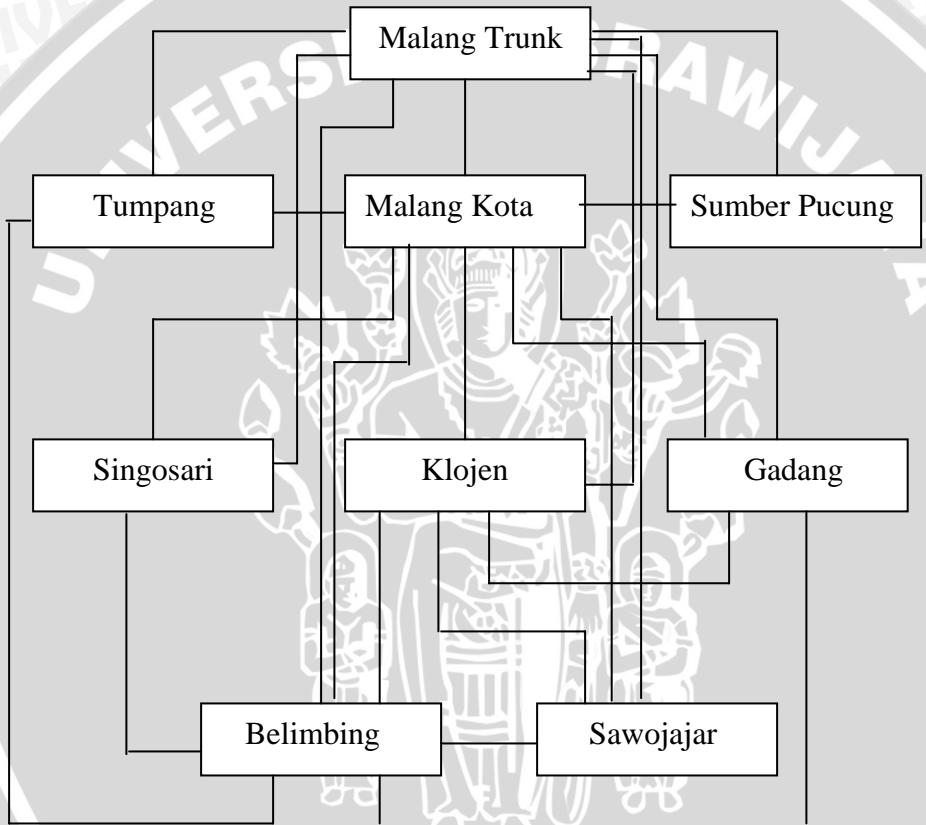 Malang Trunk
Tumpang
Malang Kota
Sumber Pucung
Singosari
Klojen
Gadang
Belimbing
Sawojajar